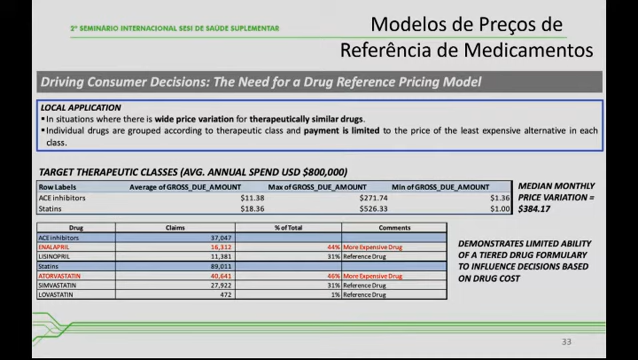 2º SEMINÁRIO INTERNACIONAL SESI DE SAÚDE SUPLEMENTAR
Modelos de Preços de
Referência de Medicamentos
Driving Consumer Decisions: The Need for a Drug Reference Pricing Model
LOCAL APPLICATION
▪In situations where there is wide price variation for therapeutically similar drugs.
▪Individual drugs are grouped according to therapeutic class and payment is limited to the price of the least expensive alternative in each
class.
TARGET THERAPEUTIC CLASSES (AVG. ANNUAL SPEND USD $800,000)
Row Labels Average of GROSS_DUE_AMOUNT Max of GROSS_DUE_AMOUNT Min of GROSS_DUE_AMOUNT
ACE inhibitors $11.38 $271.74 $1.36
Statins $18.36 $526.33 $1.00
MEDIAN MONTHLY
PRICE VARIATION =
$384.17
Drug Claims % of Total Comments
ACE inhibitors 37,047
ENALAPRIL 16,312 44% More Expensive Drug
LISINOPRIL 11,381 31% Reference Drug
Statins 89,011
ATORVASTATIN 40,641 46% More Expensive Drug
SIMVASTATIN 27,922 31% Reference Drug
LOVASTATIN 472 1% Reference Drug
DEMONSTRATES LIMITED ABILITY
OF A TIERED DRUG FORMULARY
TO INFLUENCE DECISIONS BASED
ON DRUG COST
33